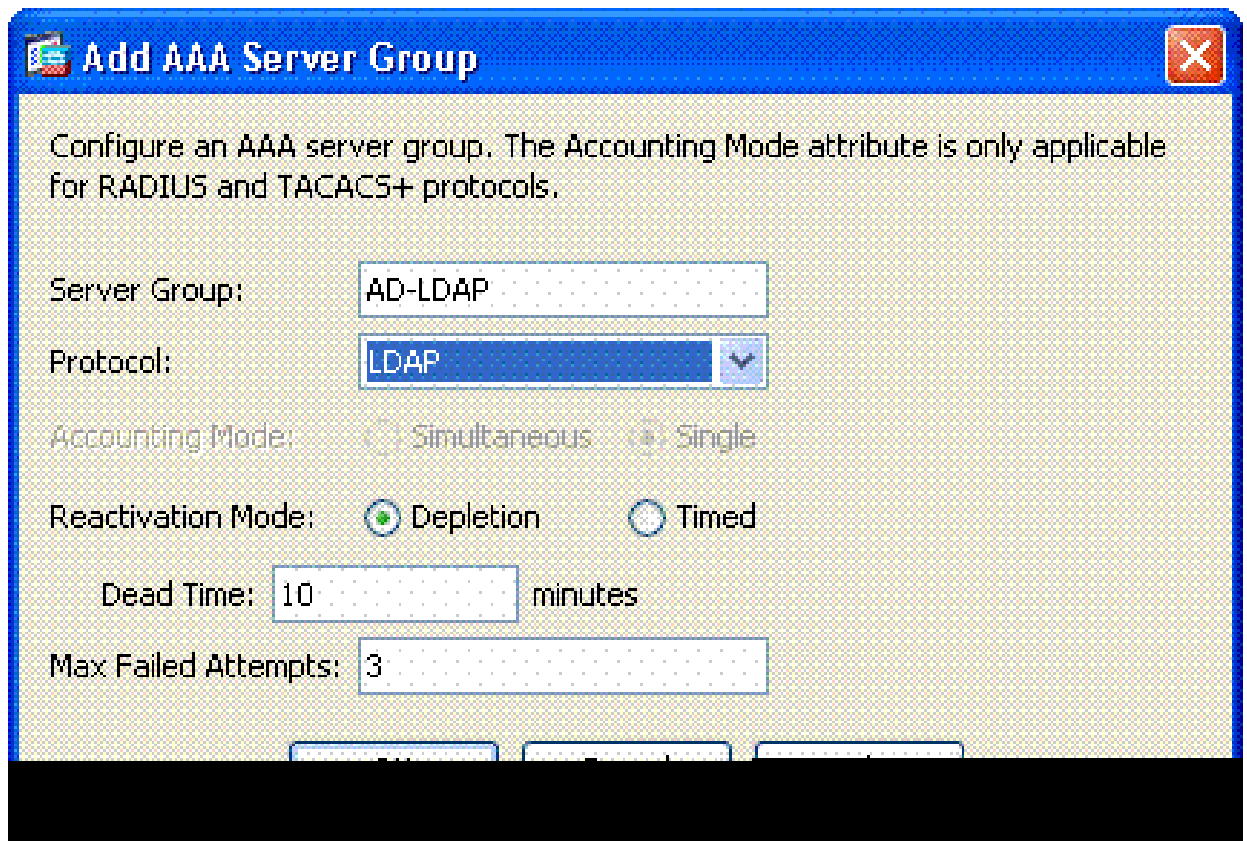 Add AAA Server Group
Configure an AAA server group. The Accounting Mode attribute is only applicable
for RADIUS and TACACS+ protocols.
Server Group: AD-LDAP
Protocol: LDAP
Accounting Mode: Simultaneous Single
Reactivation Mode: Depletion Timed
Dead Time: 10 minutes
Max Failed Attempts: 3